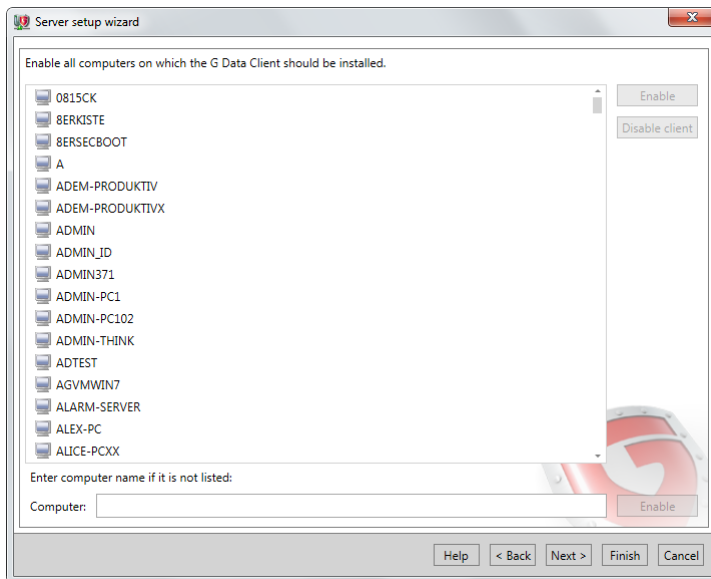 Server setup wizard
Enable all computers on which the G Data Client should be installed.
0815CK
8ERKISTE
8ERSECBOOT
A
ADEM-PRODUKTIV
ADEM-PRODUKTIVX
ADMIN
ADMIN_ID
ADMIN371
ADMIN-PC1
ADMIN-PC102
ADMIN-THINK
ADTEST
AGVMWIN7
ALARM-SERVER
ALEX-PC
ALICE-PCXX
Enable
Disable client
Enter computer name if it is not listed:
Computer: Enable
Help < Back Next > Finish Cancel